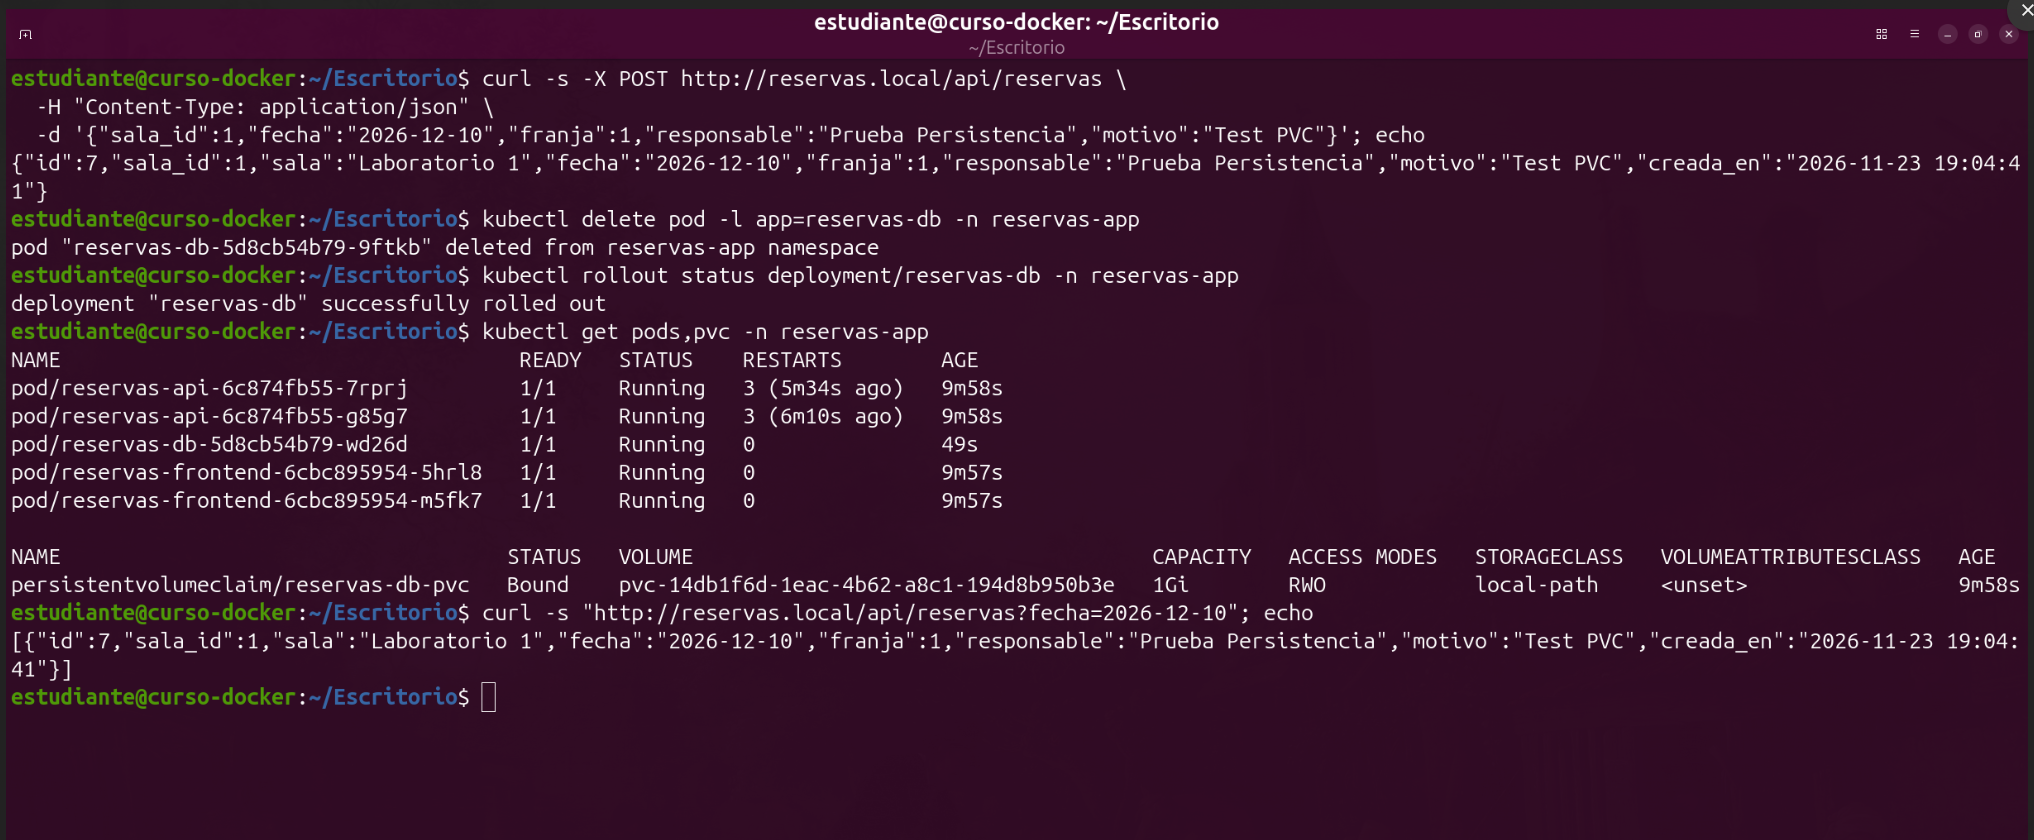 estudiante@curso-docker: ~/Escritorio
~/Escritorio
estudiante@curso-docker:~/Escritorio$ curl -s -X POST http://reservas.local/api/reservas \
  -H "Content-Type: application/json" \
  -d '{"sala_id":1,"fecha":"2026-12-10","franja":1,"responsable":"Prueba Persistencia","motivo":"Test PVC"}'; echo
{"id":7,"sala_id":1,"sala":"Laboratorio 1","fecha":"2026-12-10","franja":1,"responsable":"Prueba Persistencia","motivo":"Test PVC","creada_en":"2026-11-23 19:04:4
1"}
estudiante@curso-docker:~/Escritorio$ kubectl delete pod -l app=reservas-db -n reservas-app
pod "reservas-db-5d8cb54b79-9ftkb" deleted from reservas-app namespace
estudiante@curso-docker:~/Escritorio$ kubectl rollout status deployment/reservas-db -n reservas-app
deployment "reservas-db" successfully rolled out
estudiante@curso-docker:~/Escritorio$ kubectl get pods,pvc -n reservas-app
NAME                                     READY   STATUS    RESTARTS        AGE
pod/reservas-api-6c874fb55-7rprj         1/1     Running   3 (5m34s ago)   9m58s
pod/reservas-api-6c874fb55-g85g7         1/1     Running   3 (6m10s ago)   9m58s
pod/reservas-db-5d8cb54b79-wd26d         1/1     Running   0               49s
pod/reservas-frontend-6cbc895954-5hrl8   1/1     Running   0               9m57s
pod/reservas-frontend-6cbc895954-m5fk7   1/1     Running   0               9m57s

NAME                                    STATUS   VOLUME                                     CAPACITY   ACCESS MODES   STORAGECLASS   VOLUMEATTRIBUTESCLASS   AGE
persistentvolumeclaim/reservas-db-pvc   Bound    pvc-14db1f6d-1eac-4b62-a8c1-194d8b950b3e   1Gi        RWO            local-path     <unset>                 9m58s
estudiante@curso-docker:~/Escritorio$ curl -s "http://reservas.local/api/reservas?fecha=2026-12-10"; echo
[{"id":7,"sala_id":1,"sala":"Laboratorio 1","fecha":"2026-12-10","franja":1,"responsable":"Prueba Persistencia","motivo":"Test PVC","creada_en":"2026-11-23 19:04:
41"}]
estudiante@curso-docker:~/Escritorio$